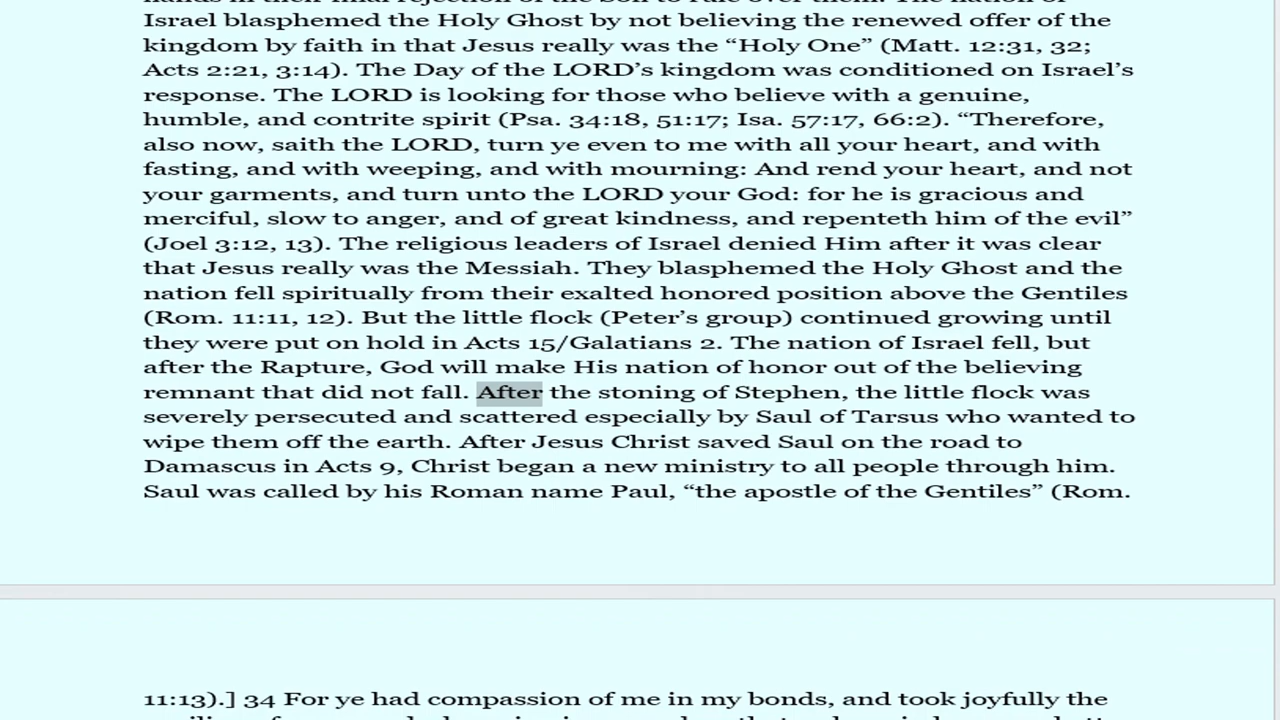 Israel blasphemed the Holy Ghost by not believing the renewed offer of the
kingdom by faith in that Jesus really was the “Holy One” (Matt. 12:31, 32;
Acts 2:21, 3:14). The Day of the LORD’s kingdom was conditioned on Israel’s
response. The LORD is looking for those who believe with a genuine,
humble, and contrite spirit (Psa. 34:18, 51:17; Isa. 57:17, 66:2). “Therefore,
also now, saith the LORD, turn ye even to me with all your heart, and with
fasting, and with weeping, and with mourning: And rend your heart, and not
your garments, and turn unto the LORD your God: for he is gracious and
merciful, slow to anger, and of great kindness, and repenteth him of the evil”
(Joel 3:12, 13). The religious leaders of Israel denied Him after it was clear
that Jesus really was the Messiah. They blasphemed the Holy Ghost and the
nation fell spiritually from their exalted honored position above the Gentiles
(Rom. 11:11, 12). But the little flock (Peter’s group) continued growing until
they were put on hold in Acts 15/Galatians 2. The nation of Israel fell, but
after the Rapture, God will make His nation of honor out of the believing
remnant that did not fall. After the stoning of Stephen, the little flock was
severely persecuted and scattered especially by Saul of Tarsus who wanted to
wipe them off the earth. After Jesus Christ saved Saul on the road to
Damascus in Acts 9, Christ began a new ministry to all people through him.
Saul was called by his Roman name Paul, “the apostle of the Gentiles” (Rom.
11:13).] 34 For ye had compassion of me in my bonds, and took joyfully the